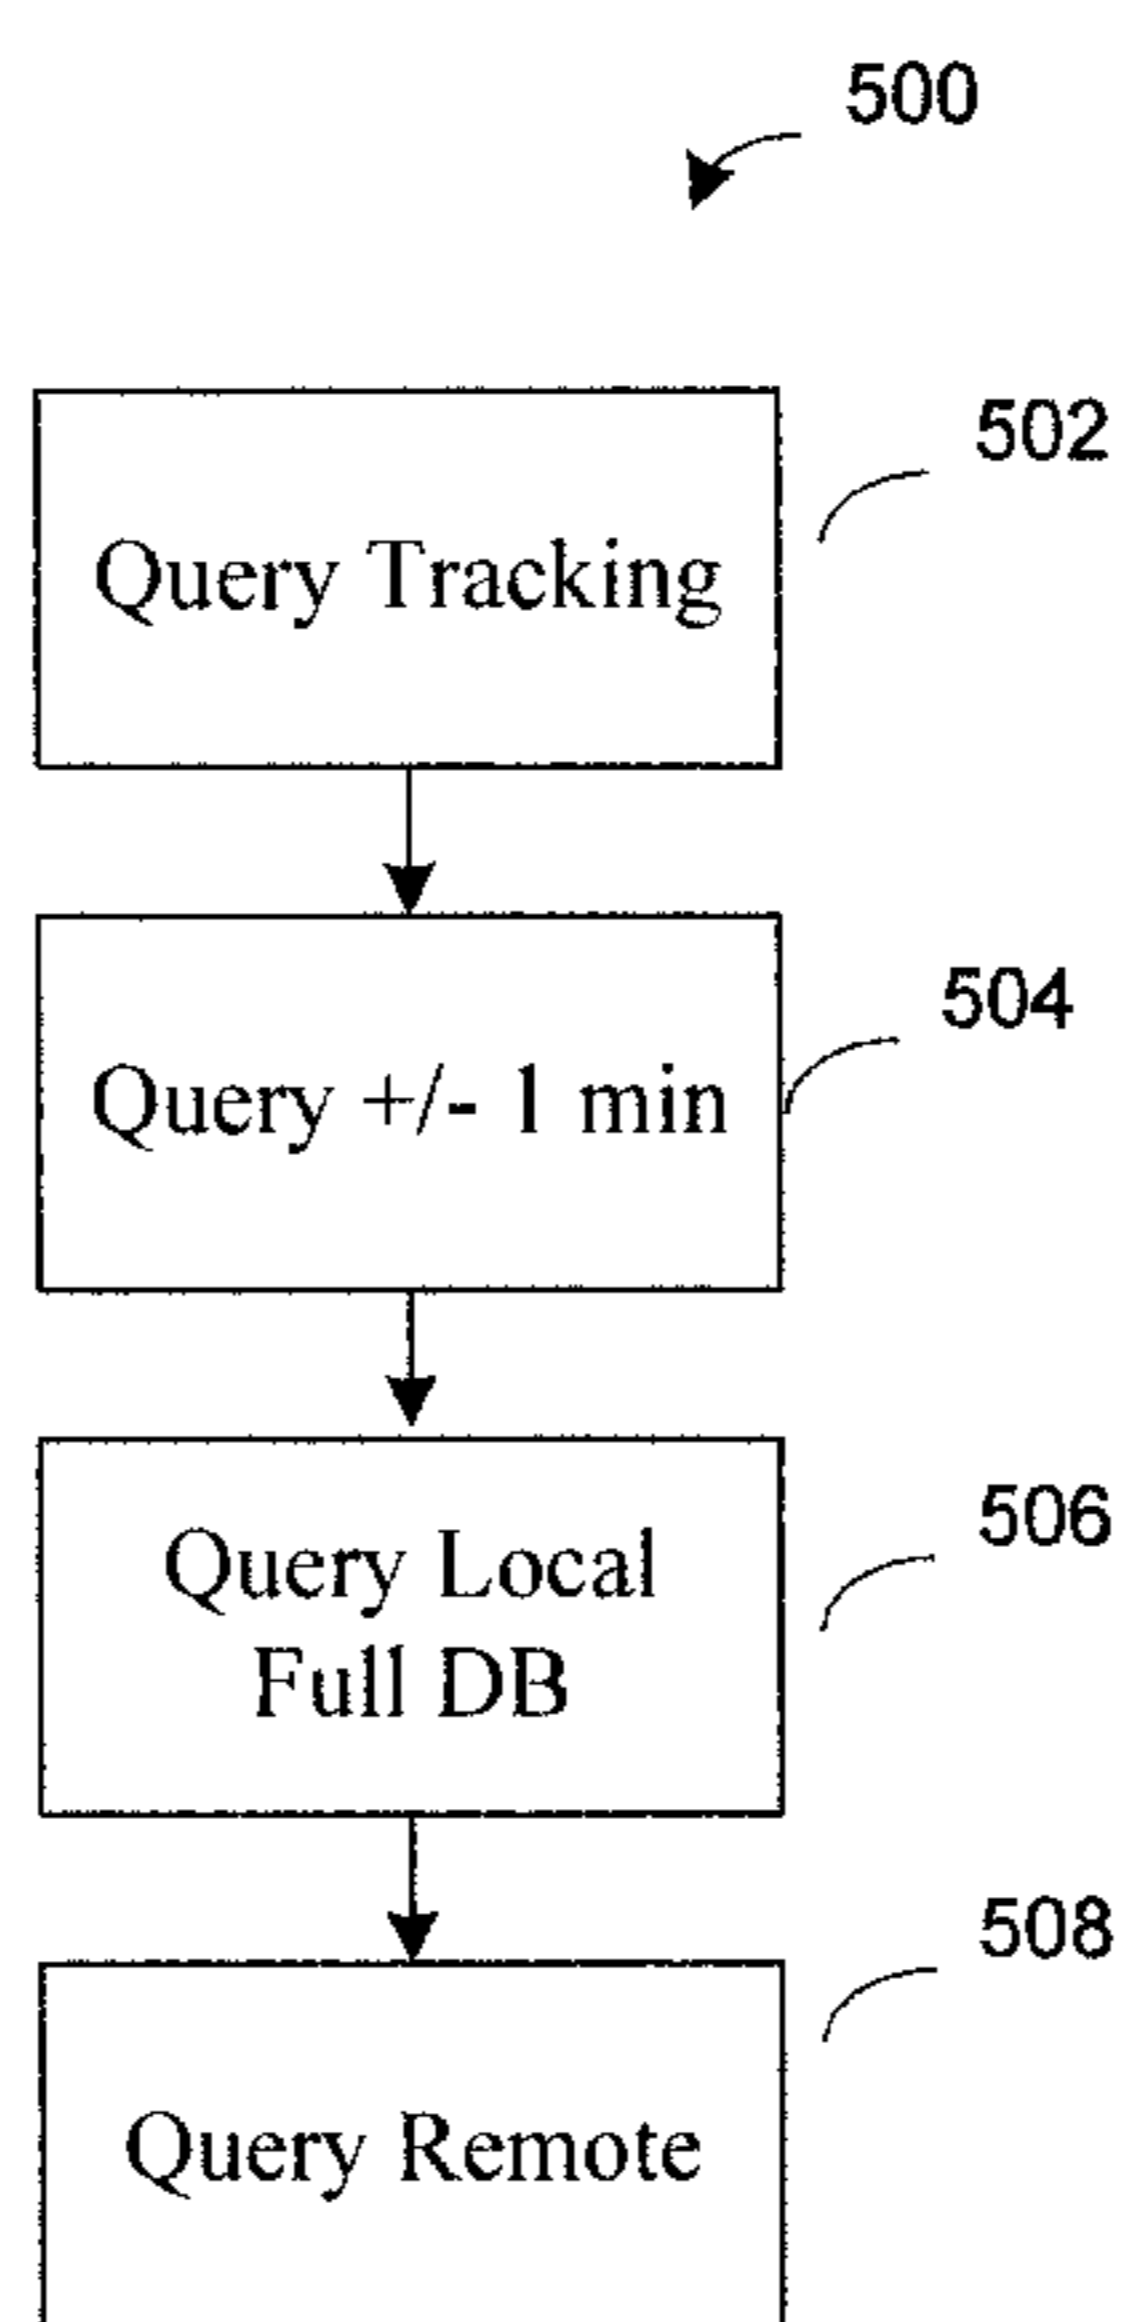 500
502
Query Tracking
504
Query +/- 1 min
506
Query Local
Full DB
508
Query Remote